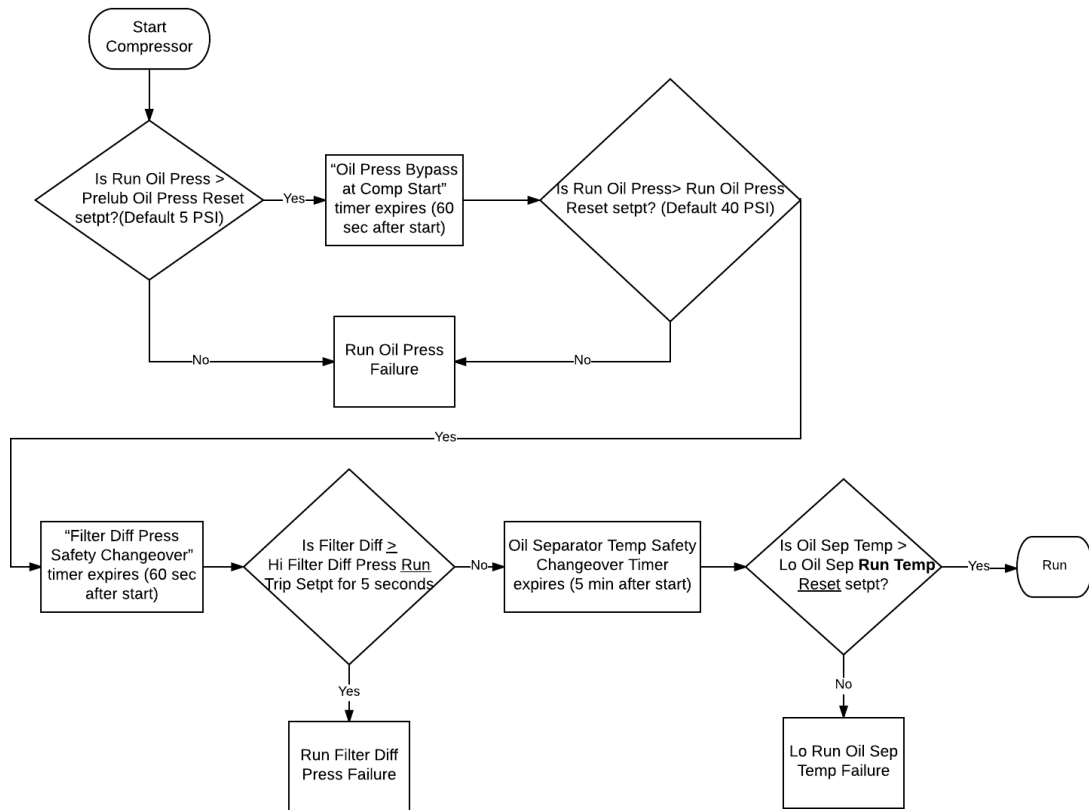 Start
Compressor
Is Run Oil Press >
Prelub Oil Press Reset
setpt?(Default 5 PSI)
Yes
“Oil Press Bypass
at Comp Start”
timer expires (60
sec after start)
Is Run Oil Press> Run Oil Press
Reset setpt? (Default 40 PSI)
No
Run Oil Press
Failure
No
Yes
“Filter Diff Press
Safety Changeover”
timer expires (60 sec
after start)
Is Filter Diff >
Hi Filter Diff Press Run
Trip Setpt for 5 seconds
No
Oil Separator Temp Safety
Changeover Timer
expires (5 min after start)
Is Oil Sep Temp >
Lo Oil Sep Run Temp
Reset setpt?
Yes
Run
Yes
Run Filter Diff
Press Failure
No
Lo Run Oil Sep
Temp Failure